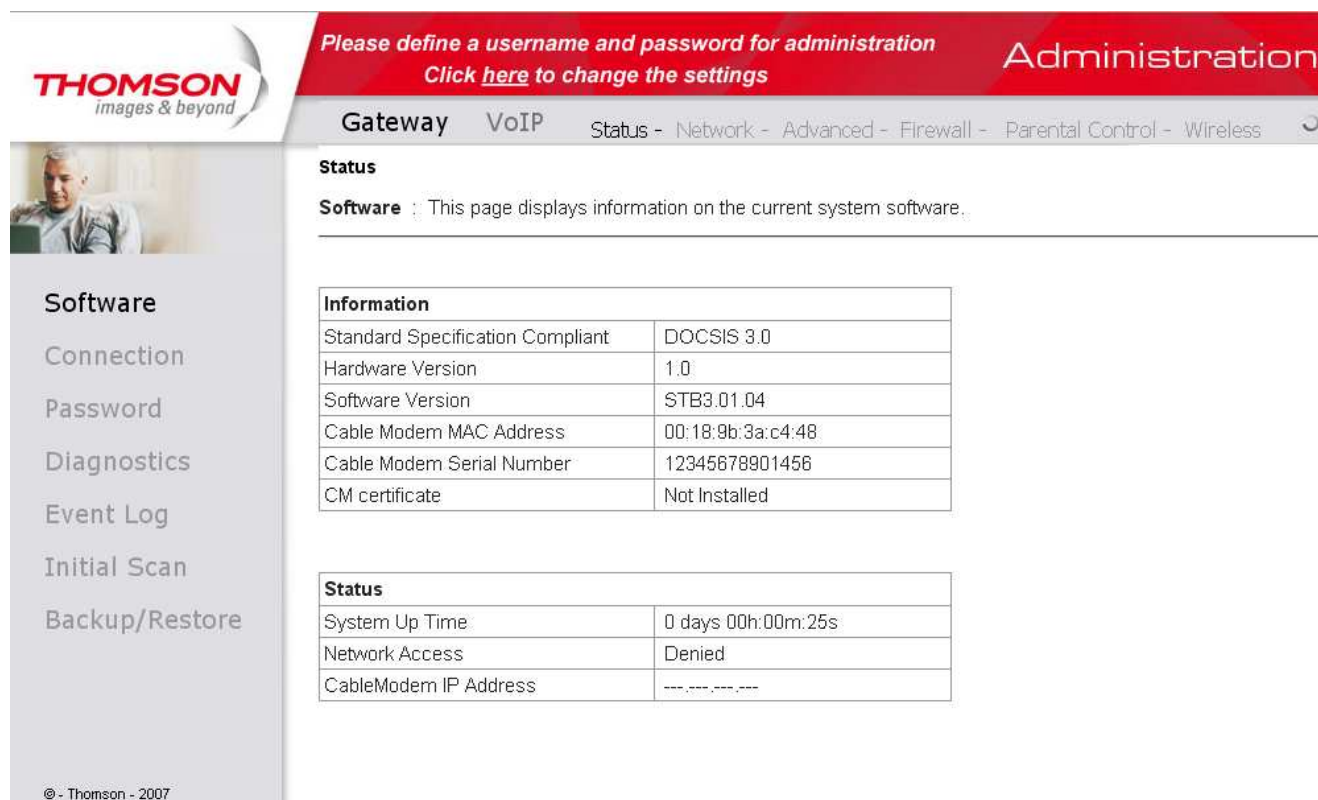 THOMSON
images & beyond
Please define a username and password for administration
Click here to change the settings
Administration
Gateway VoIP Status - Network - Advanced - Firewall - Parental Control - Wireless
Status
Software : This page displays information on the current system software.
Software
Connection
Password
Diagnostics
Event Log
Initial Scan
Backup/Restore
Information
Standard Specification Compliant DOCSIS 3.0
Hardware Version 1.0
Software Version STB3.01.04
Cable Modem MAC Address 00:18:9b:3a:c4:48
Cable Modem Serial Number 12345678901456
CM certificate Not Installed
Status
System Up Time 0 days 00h:00m:25s
Network Access Denied
CableModem IP Address ---.---.---.---
© - Thomson - 2007